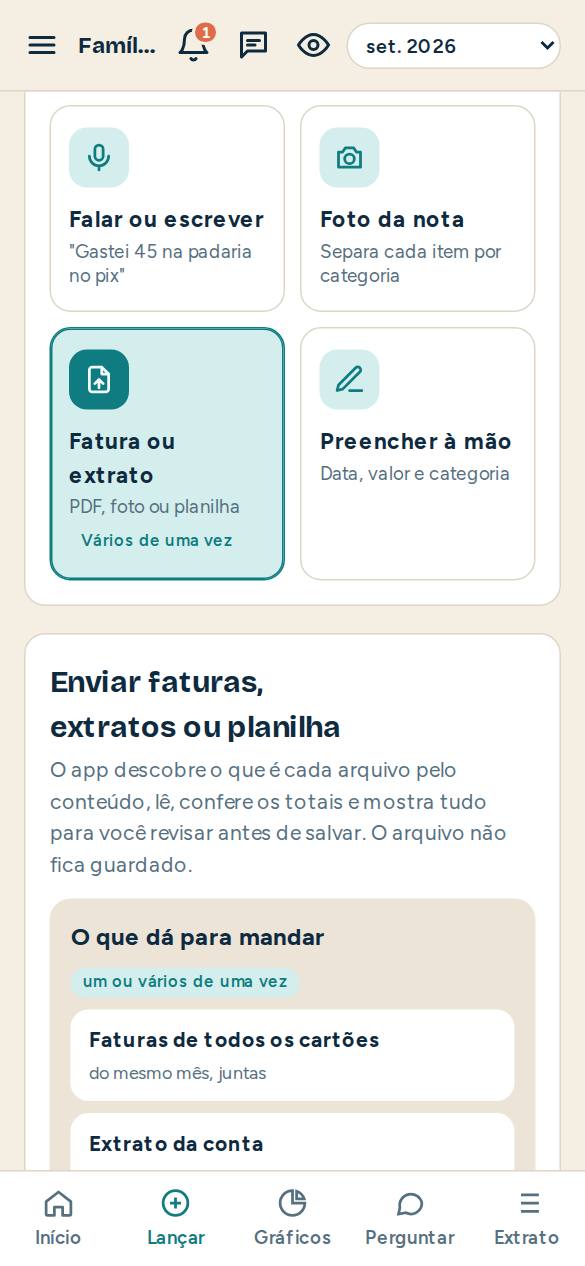 Famíl...
1
set. 2026
Falar ou escrever
"Gastei 45 na padaria
no pix"
Foto da nota
Separa cada item por
categoria
Fatura ou
extrato
PDF, foto ou planilha
Vários de uma vez
Preencher à mão
Data, valor e categoria
Enviar faturas,
extratos ou planilha
O app descobre o que é cada arquivo pelo
conteúdo, lê, confere os totais e mostra tudo
para você revisar antes de salvar. O arquivo não
fica guardado.
O que dá para mandar
um ou vários de uma vez
Faturas de todos os cartões
do mesmo mês, juntas
Extrato da conta
Início
Lançar
Gráficos
Perguntar
Extrato